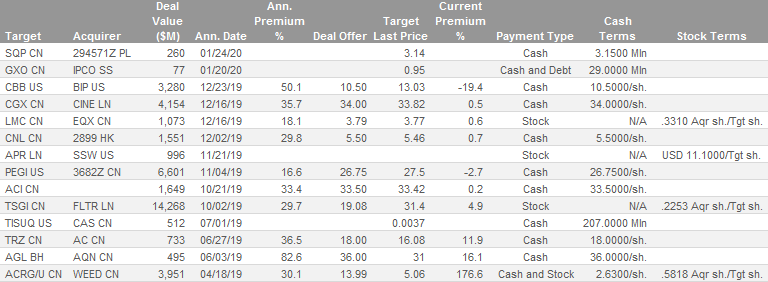 Deal Ann. Current
Value Premium Target Premium Cash
Target Acquirer ($M) Ann. Date % Deal Offer Last Price % Payment Type Terms Stock Terms
SQP CN 294571Z PL 260 01/24/20 3.14 Cash 3.1500 Mln
GXO CN IPCO SS 77 01/20/20 0.95 Cash and Debt 29.0000 Mln
CBB US BIP US 3,280 12/23/19 50.1 10.50 13.03 -19.4 Cash 10.5000/sh.
CGX CN CINE LN 4,154 12/16/19 35.7 34.00 33.82 0.5 Cash 34.0000/sh.
LMC CN EQX CN 1,073 12/16/19 18.1 3.79 3.77 0.6 Stock N/A .3310 Aqr sh./Tgt sh.
CNL CN 2899 HK 1,551 12/02/19 29.8 5.50 5.46 0.7 Cash 5.5000/sh.
APR LN SSW US 996 11/21/19 Stock N/A USD 11.1000/Tgt sh.
PEGI US 3682Z CN 6,601 11/04/19 16.6 26.75 27.5 -2.7 Cash 26.7500/sh.
ACI CN 1,649 10/21/19 33.4 33.50 33.42 0.2 Cash 33.5000/sh.
TSGI CN FLTR LN 14,268 10/02/19 29.7 19.08 31.4 4.9 Stock N/A .2253 Aqr sh./Tgt sh.
TISUQ US CAS CN 512 07/01/19 0.0037 Cash 207.0000 Mln
TRZ CN AC CN 733 06/27/19 36.5 18.00 16.08 11.9 Cash 18.0000/sh.
AGL BH AQN CN 495 06/03/19 82.6 36.00 31 16.1 Cash 36.0000/sh.
ACRG/U CN WEED CN 3,951 04/18/19 30.1 13.99 5.06 176.6 Cash and Stock 2.6300/sh. .5818 Aqr sh./Tgt sh.